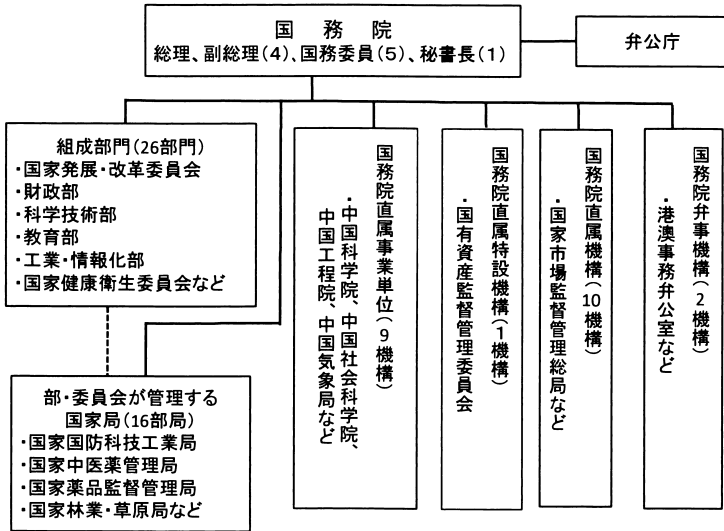 国務院
総理、副総理(4)、国務委員(5)、秘書長(1)
弁公庁
組成部門(26部門)
・国家発展・改革委員会
・財政部
・科学技術部
・教育部
・工業・情報化部
・国家健康衛生委員会など
部・委員会が管理する
国家局(16部局)
・国家国防科技工業局
・国家中医薬管理局
・国家薬品監督管理局
・国家林業・草原局など
国務院直属事業単位(9機構)
・中国科学院、中国社会科学院、
中国工程院、中国気象局など
国務院直属特設機構(1機構)
・国有資産監督管理委員会
国務院直属機構(10機構)
・国家市場監督管理総局など
国務院弁事機構(2機構)
・港澳事務弁公室など